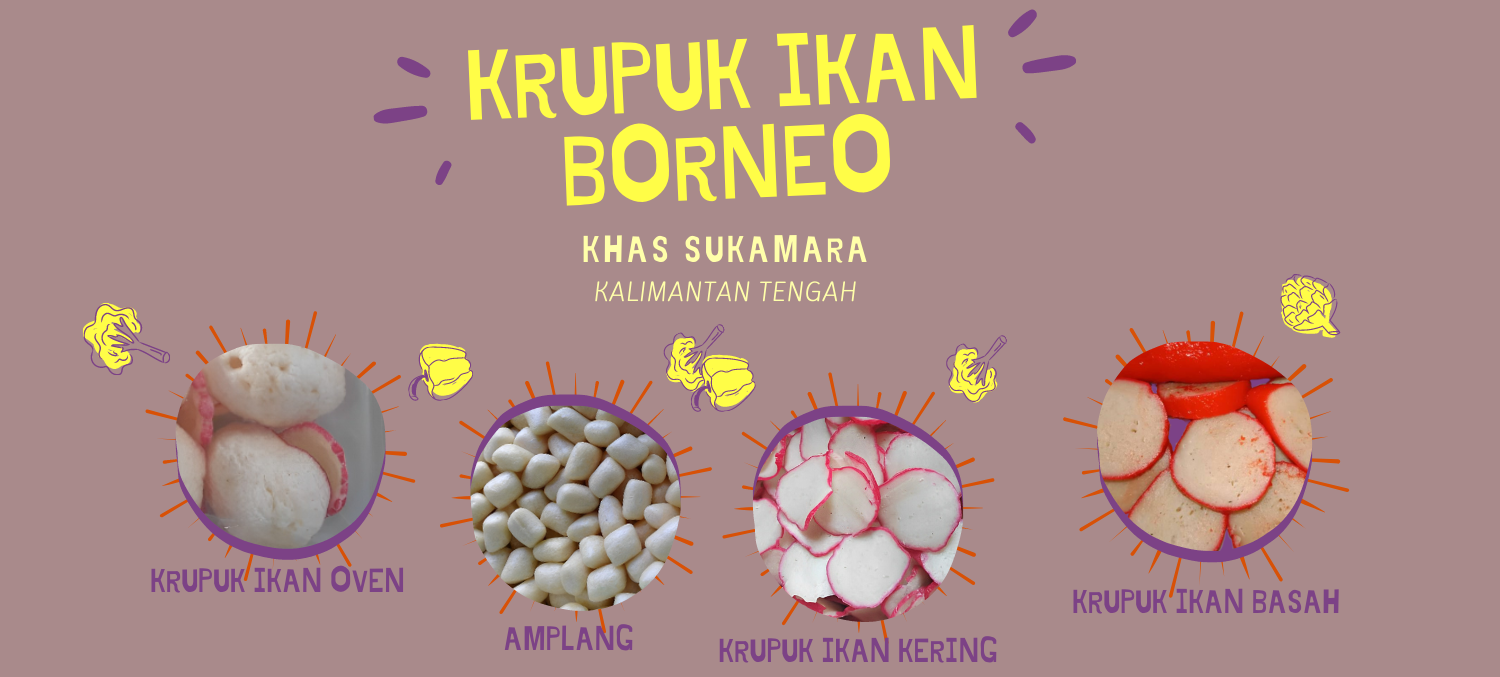 KRUPUK IKAN
BORNEO
KHAS SUKAMARA
KALIMANTAN TENGAH
KRUPUK IKAN OVEN
AMPLANG
KRUPUK IKAN KERING
KRUPUK IKAN BASAH